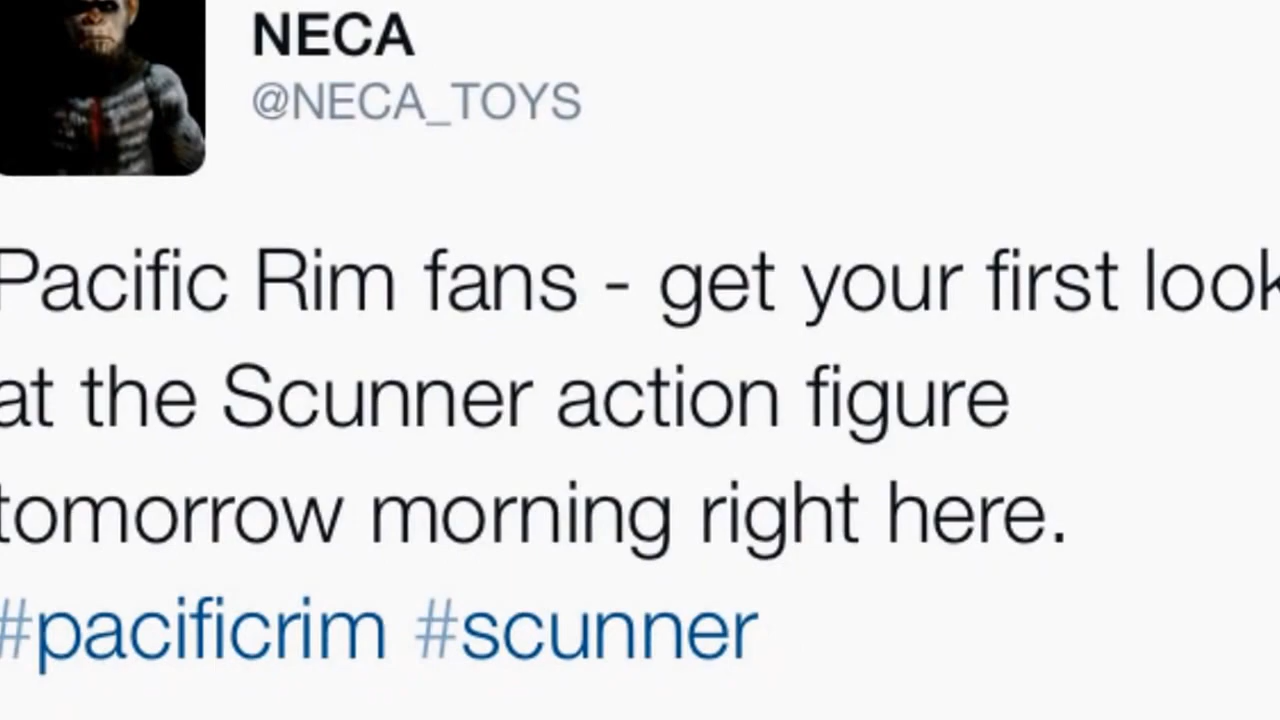 NECA
@NECA_TOYS
Pacific Rim fans - get your first look
at the Scunner action figure
tomorrow morning right here.
#pacificrim #scunner